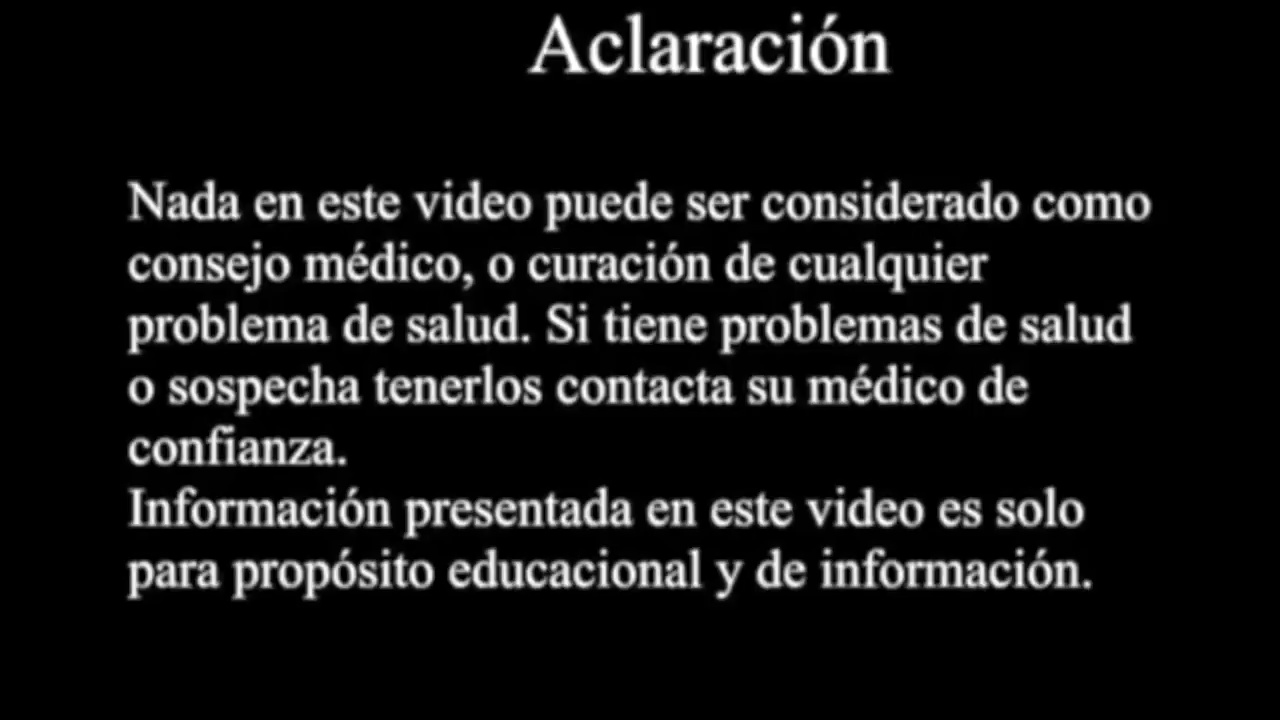 Aclaración
Nada en este video puede ser considerado como
consejo médico, o curación de cualquier
problema de salud. Si tiene problemas de salud
o sospecha tenerlos contacta su médico de
confianza.
Información presentada en este video es solo
para propósito educacional y de información.